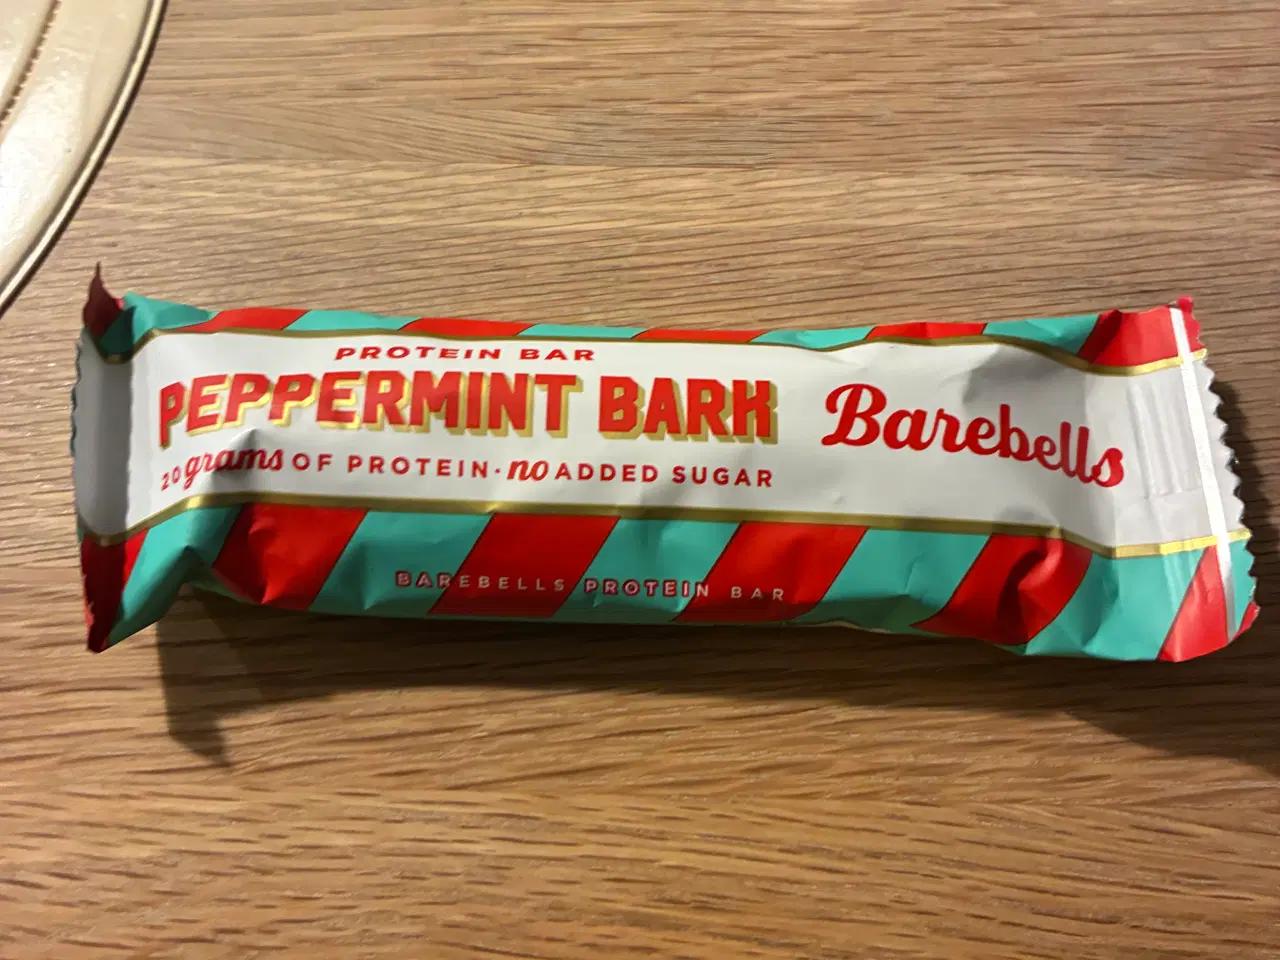 PROTEIN BAR
PEPPERMINT BARK
20 grams OF PROTEIN · no ADDED SUGAR
Barebells
BAREBELLS PROTEIN BAR